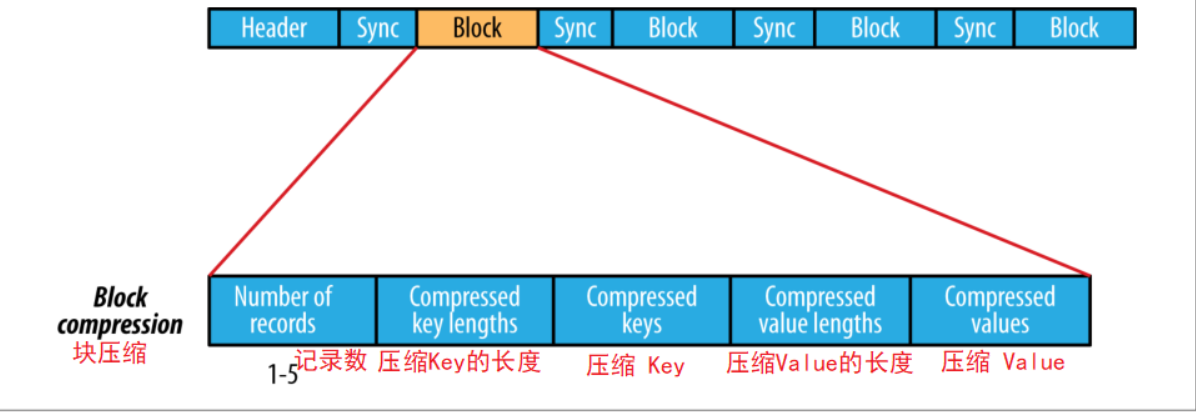 Header Sync Block Sync Block Sync Block Sync Block
Block
compression
块压缩
Number of
records
Compressed
key lengths
Compressed
keys
Compressed
value lengths
Compressed
values
1-5
记录数 压缩Key的长度 压缩 Key 压缩Value的长度 压缩 Value